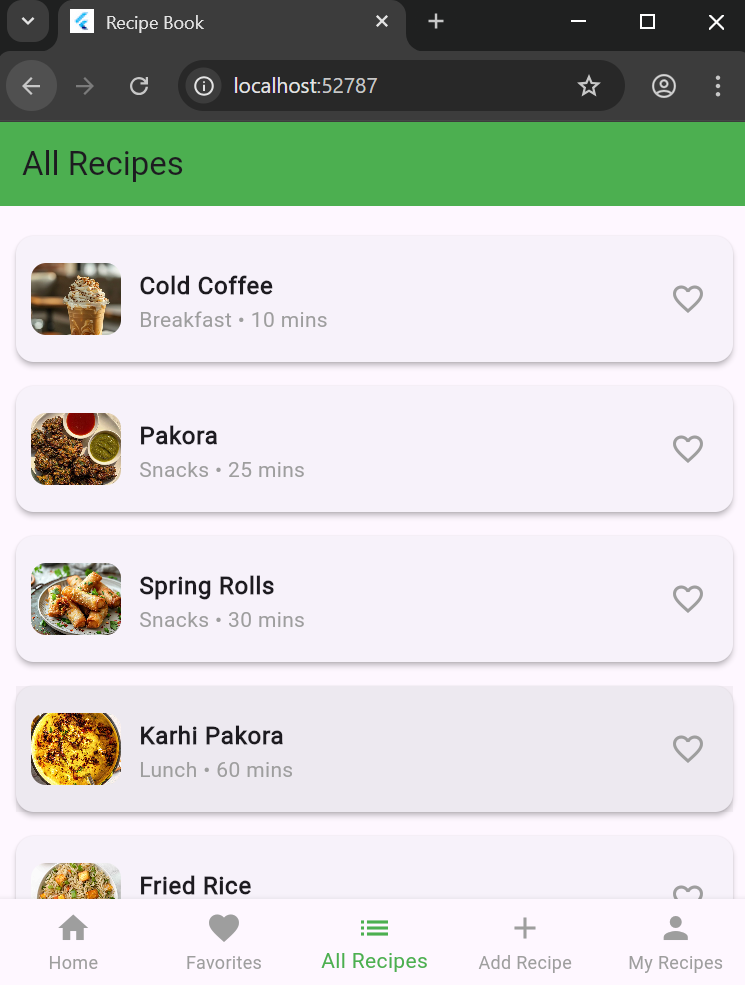 Recipe Book
localhost:52787
All Recipes
Cold Coffee
Breakfast • 10 mins
Pakora
Snacks • 25 mins
Spring Rolls
Snacks • 30 mins
Karhi Pakora
Lunch • 60 mins
Fried Rice
Home
Favorites
All Recipes
Add Recipe
My Recipes